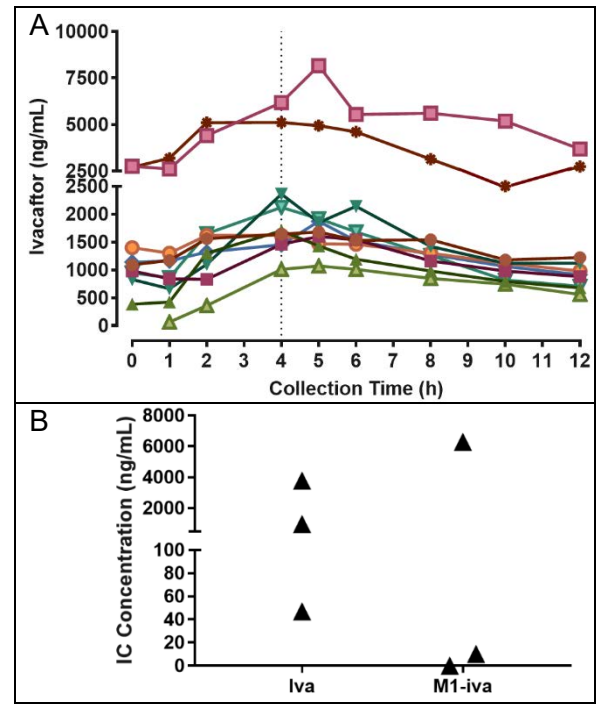 A
Ivacaftor (ng/mL)
10000
7500
5000
2500
2500
2000
1500
1000
500
0
0 1 2 3 4 5 6 7 8 9 10 11 12
Collection Time (h)
B
IC Concentration (ng/mL)
8000
6000
4000
2000
100
80
60
40
20
0
Iva M1-iva